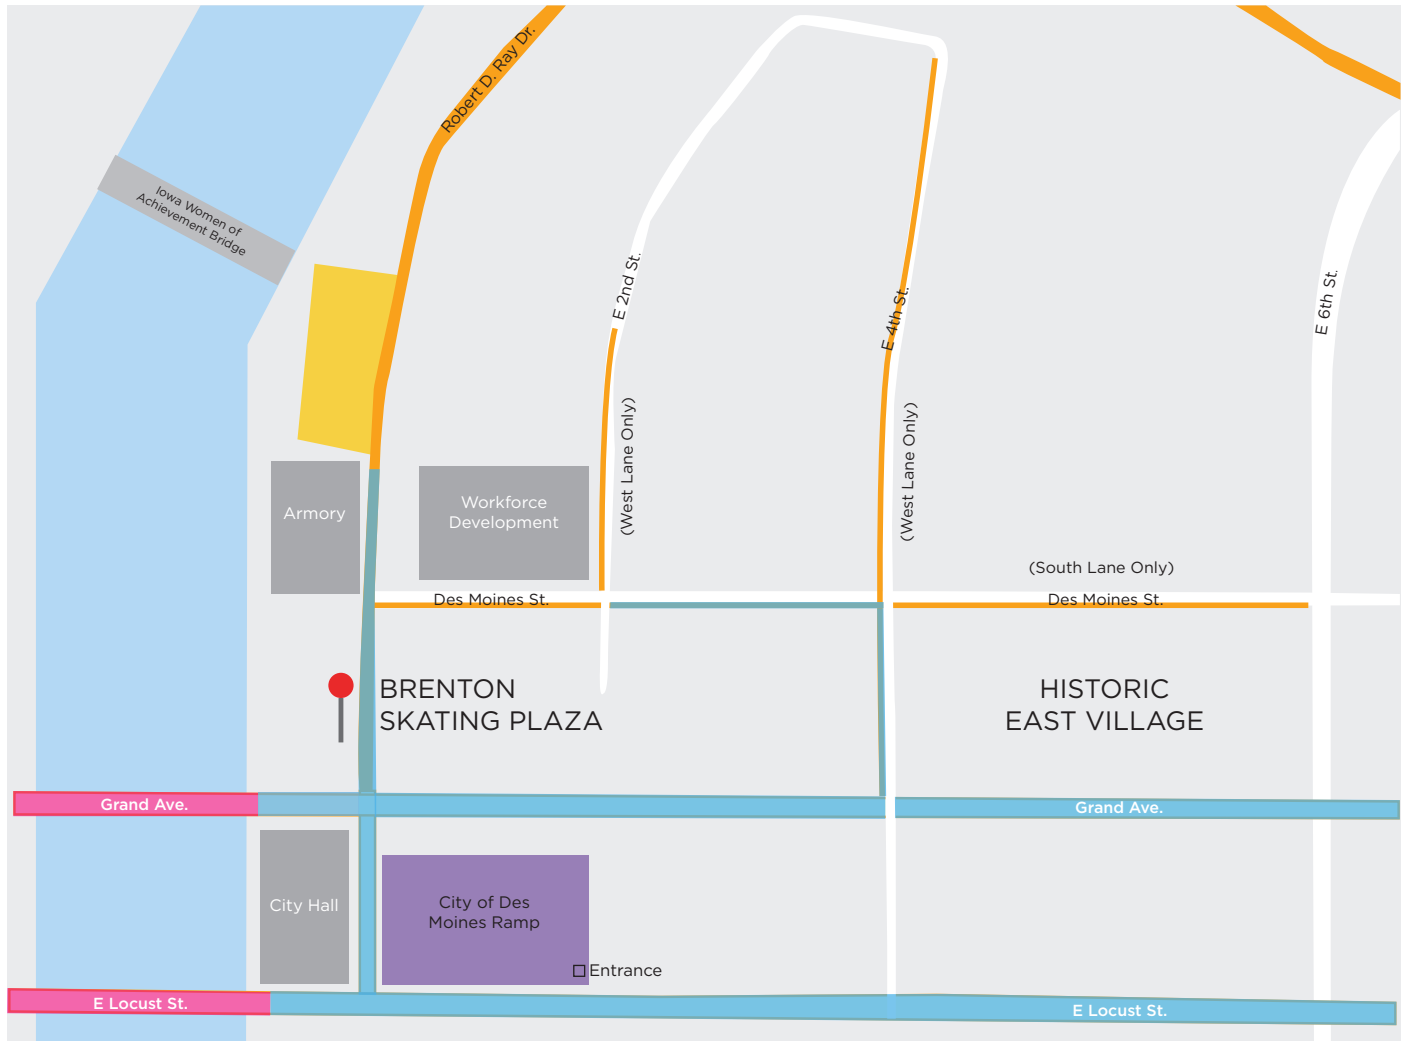 Robert D. Ray Dr.
Iowa Women of
Achievement Bridge
E 2nd St.
E 4th St.
E 6th St.
(West Lane Only)
(West Lane Only)
Armory
Workforce
Development
(South Lane Only)
Des Moines St.
Des Moines St.
BRENTON
SKATING PLAZA
HISTORIC
EAST VILLAGE
Grand Ave.
Grand Ave.
City Hall
City of Des
Moines Ramp
Entrance
E Locust St.
E Locust St.